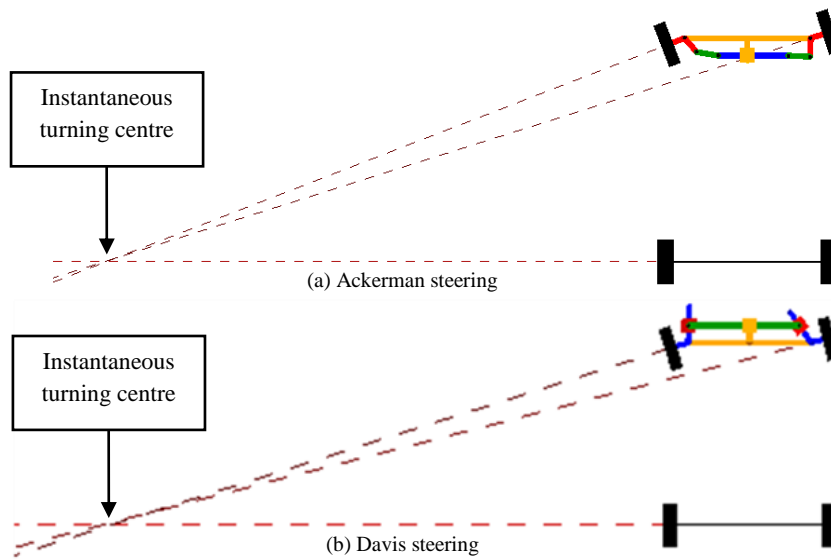 Instantaneous
turning centre
(a) Ackerman steering
Instantaneous
turning centre
(b) Davis steering